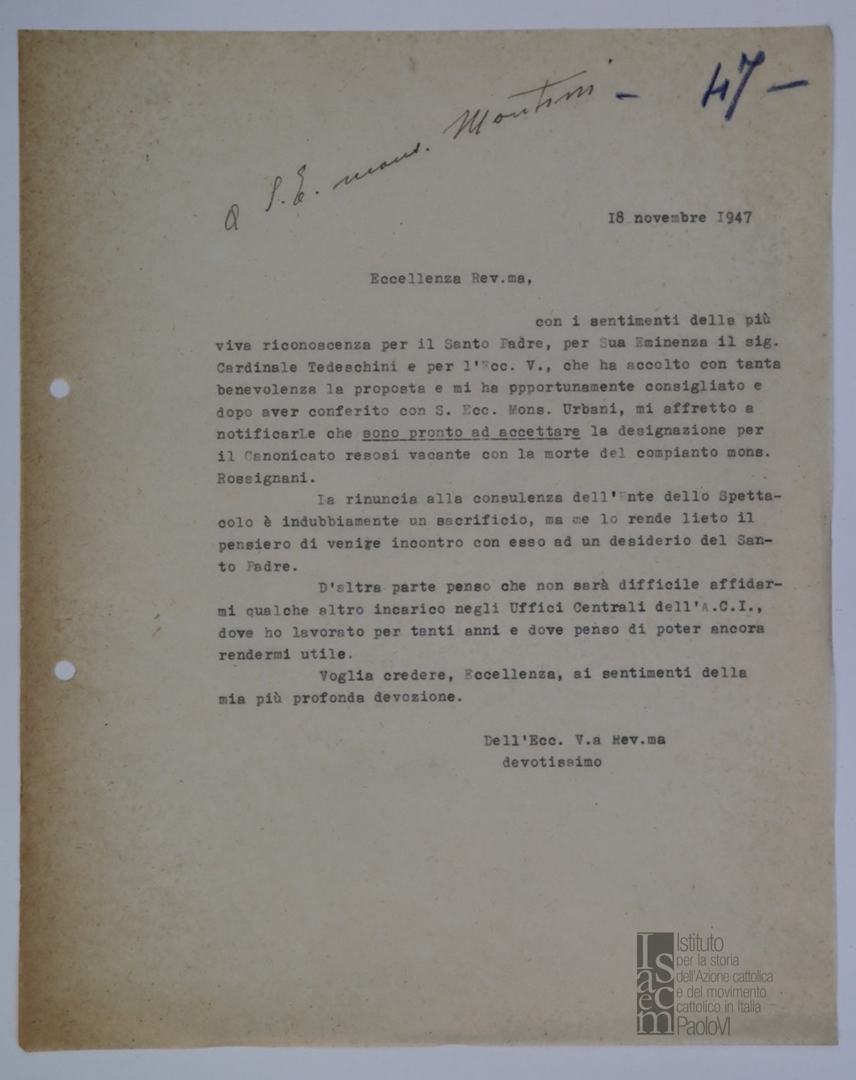 - 47 -
a S.E. mons. Montini
18 novembre 1947
Eccellenza Rev.ma,
con i sentimenti della più
viva riconoscenza per il Santo Padre, per Sua Eminenza il sig.
Cardinale Tedeschini e per l'Ecc. V., che ha accolto con tanta
benevolenza la proposta e mi ha ppportunamente consigliato e
dopo aver conferito con S. Ecc. Mons. Urbani, mi affretto a
notificarLe che sono pronto ad accettare la designazione per
il Canonicato resosi vacante con la morte del compianto mons.
Rossignani.
La rinuncia alla consulenza dell'Ente dello Spetta-
colo è indubbiamente un sacrificio, ma me lo rende lieto il
pensiero di venire incontro con esso ad un desiderio del San-
to Padre.
D'altra parte penso che non sarà difficile affidar-
mi qualche altro incarico negli Uffici Centrali dell'A.C.I.,
dove ho lavorato per tanti anni e dove penso di poter ancora
rendermi utile.
Voglia credere, Eccellenza, ai sentimenti della
mia più profonda devozione.
Dell'Ecc. V.a Rev.ma
devotissimo
Isacem
Istituto
per la storia
dell'Azione cattolica
e del movimento
cattolico in Italia
PaoloVI